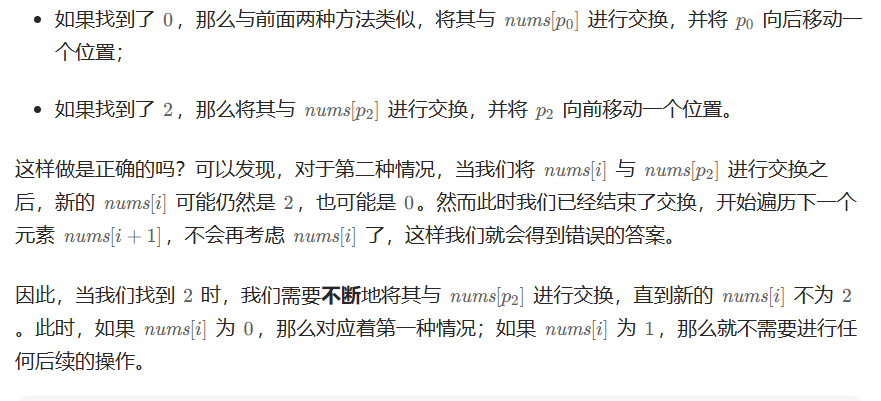 如果找到了 0，那么与前面两种方法类似，将其与 nums[p₀] 进行交换，并将 p₀ 向后移动一
个位置；
如果找到了 2，那么将其与 nums[p₂] 进行交换，并将 p₂ 向前移动一个位置。
这样做是正确的吗？可以发现，对于第二种情况，当我们将 nums[i] 与 nums[p₂] 进行交换之
后，新的 nums[i] 可能仍然是 2，也可能是 0。然而此时我们已经结束了交换，开始遍历下一个
元素 nums[i + 1]，不会再考虑 nums[i] 了，这样我们就会得到错误的答案。
因此，当我们找到 2 时，我们需要不断地将其与 nums[p₂] 进行交换，直到新的 nums[i] 不为 2
。此时，如果 nums[i] 为 0，那么对应着第一种情况；如果 nums[i] 为 1，那么就不需要进行任
何后续的操作。